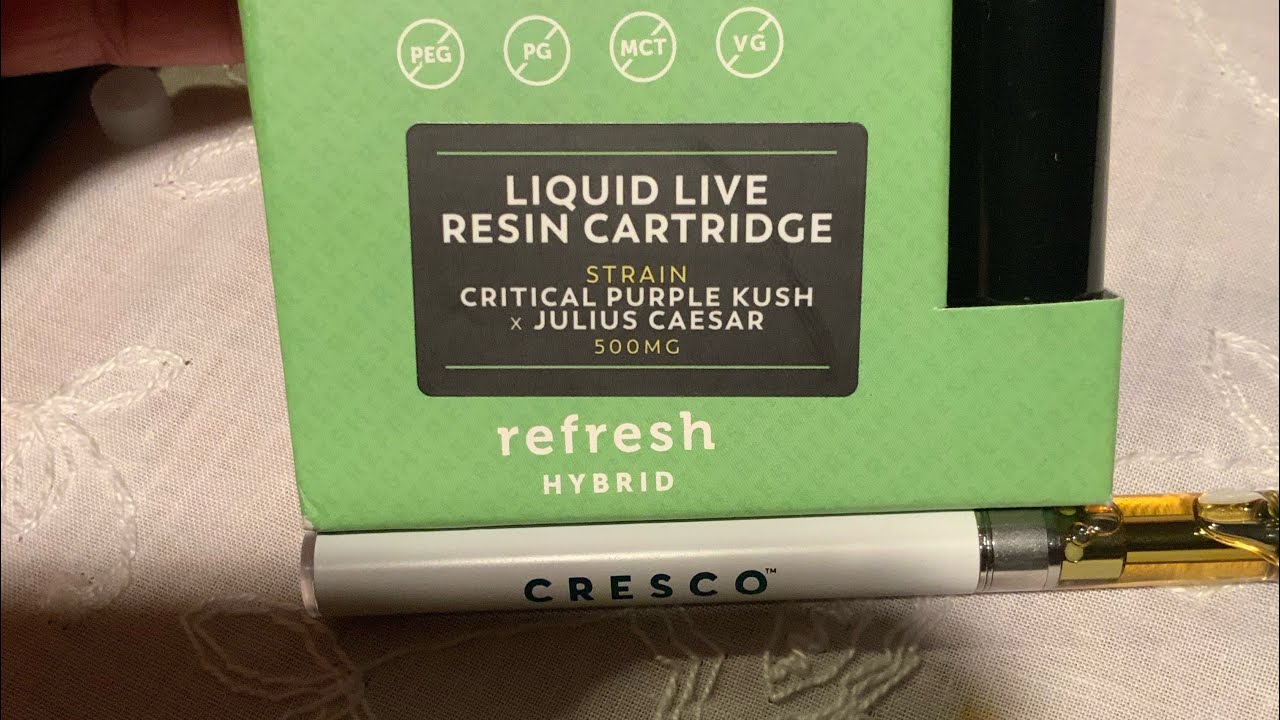 PEG PG MCT VG
LIQUID LIVE
RESIN CARTRIDGE
STRAIN
CRITICAL PURPLE KUSH
x JULIUS CAESAR
500MG
refresh
HYBRID
CRESCO™